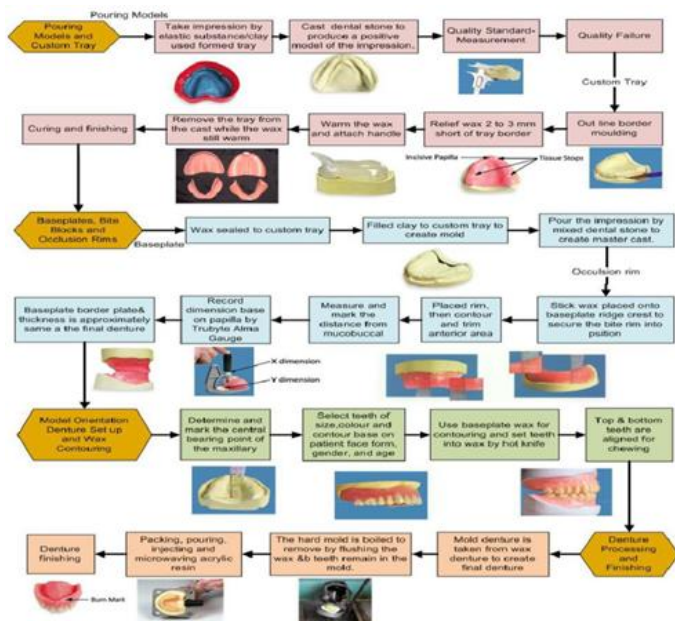 Pouring Models
Pouring
Models and
Custom Tray
Take impression by
elastic substance/clay
used formed tray
Cast dental stone to
produce a positive
model of the impression.
Quality Standard-
Measurement
Quality Failure
Custom Tray
Out line border
moulding
Relief wax 2 to 3 mm
short of tray border
Warm the wax
and attach handle
Remove the tray from
the cast while the wax
still warm
Curing and finishing
Incisive Papilla
Tissue Stops
Baseplates, Bite
Blocks and
Occlusion Rims
Baseplate
Wax sealed to custom tray
Filled clay to custom tray to
create mold
Pour the impression by
mixed dental stone to
create master cast.
Occulsion rim
Stick wax placed onto
baseplate ridge crest to
secure the bite rim into
psition
Placed rim,
then contour and trim
anterior area
Measure and
mark the
distance from
mucobuccal
Record
dimension base
on papilla by
Trubyte Alma
Gauge
Baseplate border plate&
thickness is approximately
same a the final denture
X dimension
Y dimension
Model Orientation
Denture Set up
and Wax
Contouring
Determine and
mark the central
bearing point of
the maxillary
Select teeth of
size,colour and
contour base on
patient face form,
gender, and age
Use baseplate wax for
contouring and set teeth
into wax by hot knife
Top & bottom
teeth are
aligned for
chewing
Denture
Processing
and
Finishing
Mold denture is
taken from wax
denture to create
final denture
The hard mold is boiled to
remove by flushing the
wax &b teeth remain in the
mold.
Packing, pouring,
injecting and
microwaving acrylic
resin
Denture
finishing
Burn Mark